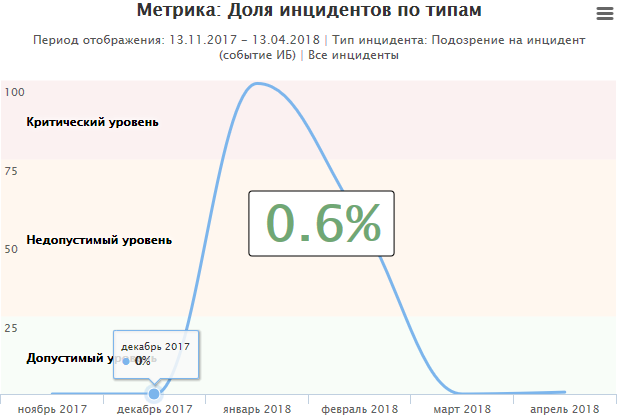 Метрика: Доля инцидентов по типам
Период отображения: 13.11.2017 – 13.04.2018 | Тип инцидента: Подозрение на инцидент
(событие ИБ) | Все инциденты
100
Критический уровень
75
0.6%
Недопустимый уровень
50
25
декабрь 2017
0%
Допустимый уровень
ноябрь 2017 декабрь 2017 январь 2018 февраль 2018 март 2018 апрель 2018